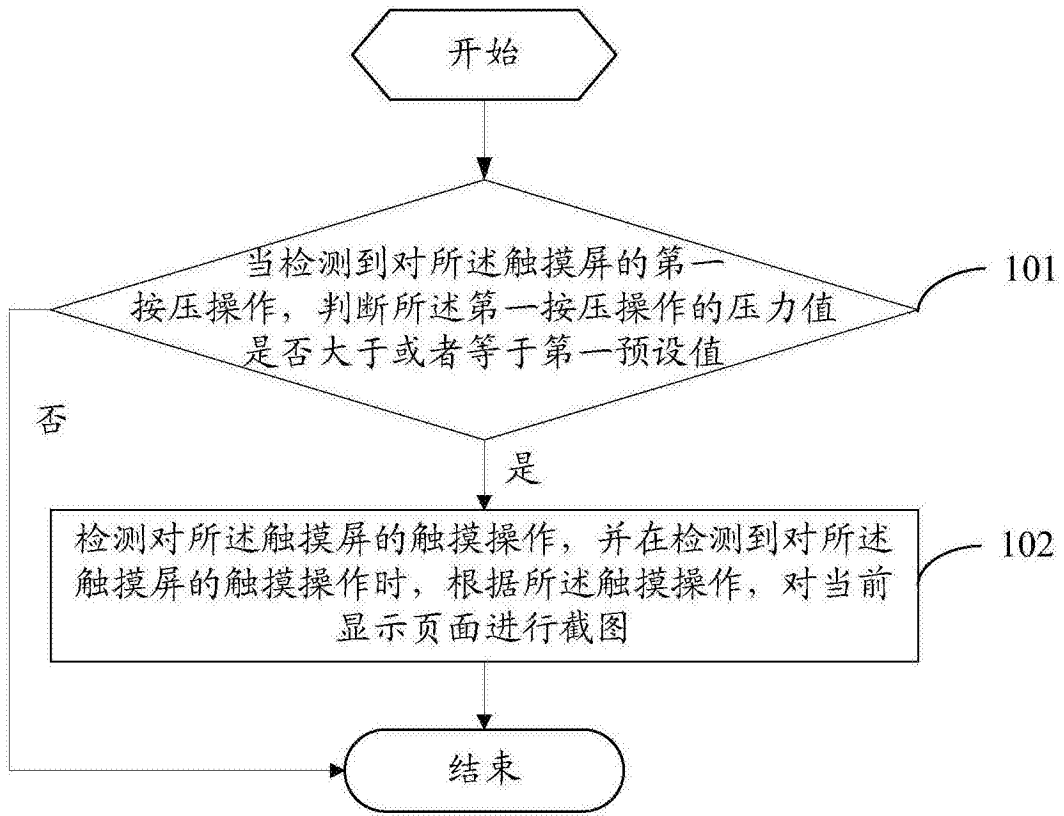 开始
当检测到对所述触摸屏的第一
按压操作，判断所述第一按压操作的压力值
是否大于或者等于第一预设值
101
否
是
检测对所述触摸屏的触摸操作，并在检测到对所述
触摸屏的触摸操作时，根据所述触摸操作，对当前
显示页面进行截图
102
结束